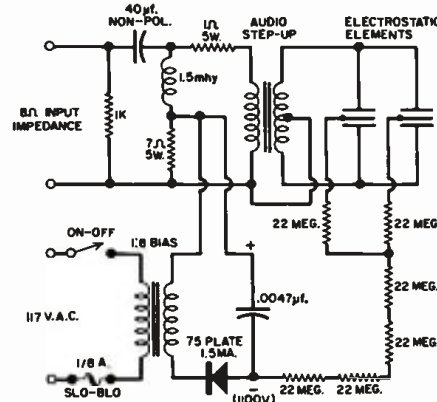 40µf.
NON-POL.
1Ω
5W.
AUDIO
STEP-UP
ELECTROSTATIC
ELEMENTS
1.5mhy
8Ω INPUT
IMPEDANCE
1K
7Ω
5W.
22 MEG.
22 MEG.
ON-OFF
1:8 BIAS
+
22 MEG.
.0047µf.
117 V.A.C.
75 PLATE
1.5MA.
22 MEG.
1/8 A.
SLO-BLO
–
(1100V)
22 MEG.
22 MEG.